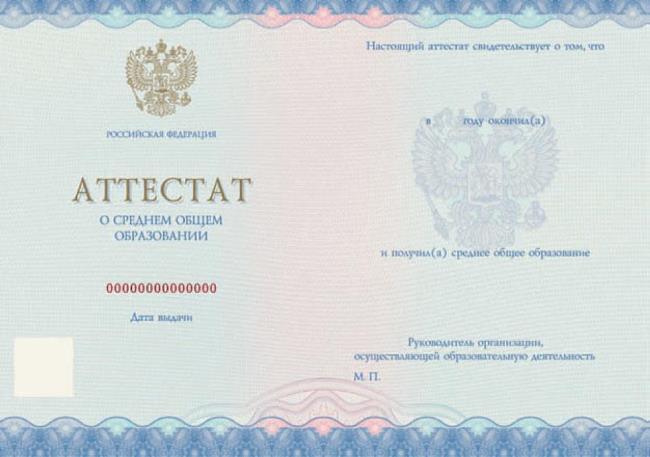 РОССИЙСКАЯ ФЕДЕРАЦИЯ
АТТЕСТАТ
О СРЕДНЕМ ОБЩЕМ
ОБРАЗОВАНИИ
00000000000000
Дата выдачи
Настоящий аттестат свидетельствует о том, что
в году окончил(а)
и получил(а) среднее общее образование
Руководитель организации,
осуществляющей образовательную деятельность
М. П.